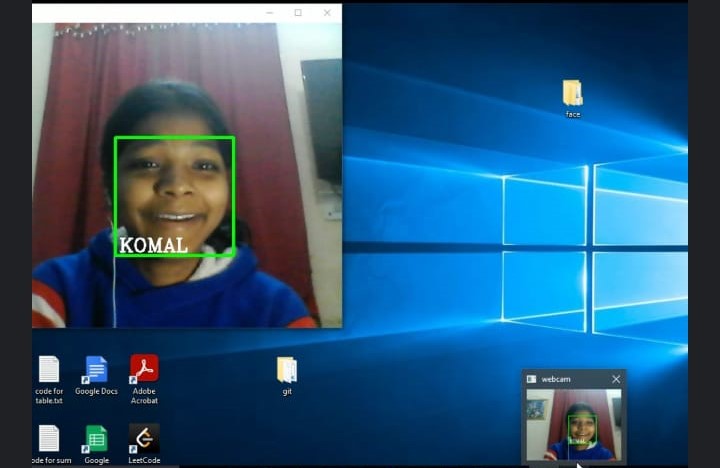 face
KOMAL
code for
table.txt
Google Docs
Adobe
Acrobat
git
webcam
ode for sum
Google
LeetCode